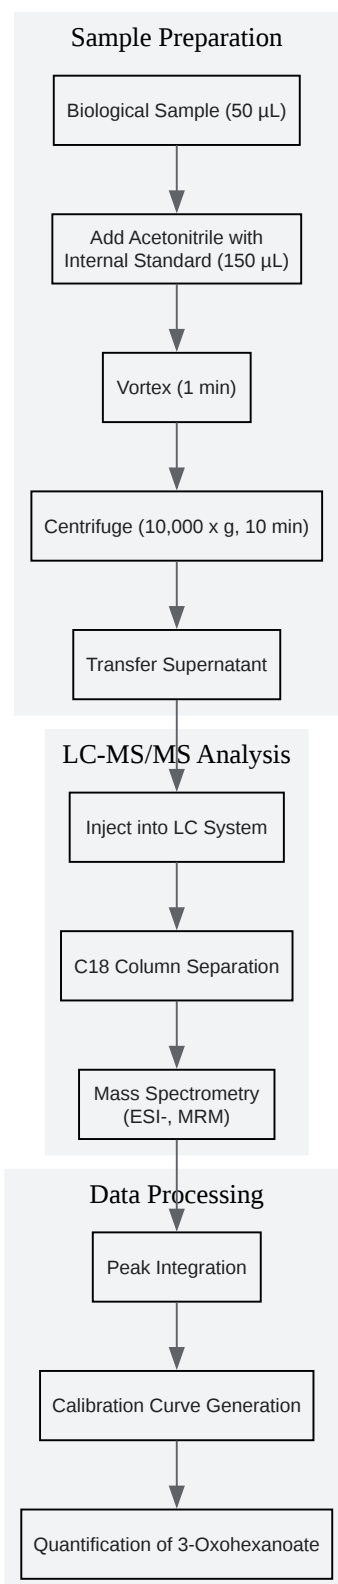 Sample Preparation
Biological Sample (50 µL)
Add Acetonitrile with
Internal Standard (150 µL)
Vortex (1 min)
Centrifuge (10,000 x g, 10 min)
Transfer Supernatant
LC-MS/MS Analysis
Inject into LC System
C18 Column Separation
Mass Spectrometry
(ESI-, MRM)
Data Processing
Peak Integration
Calibration Curve Generation
Quantification of 3-Oxohexanoate